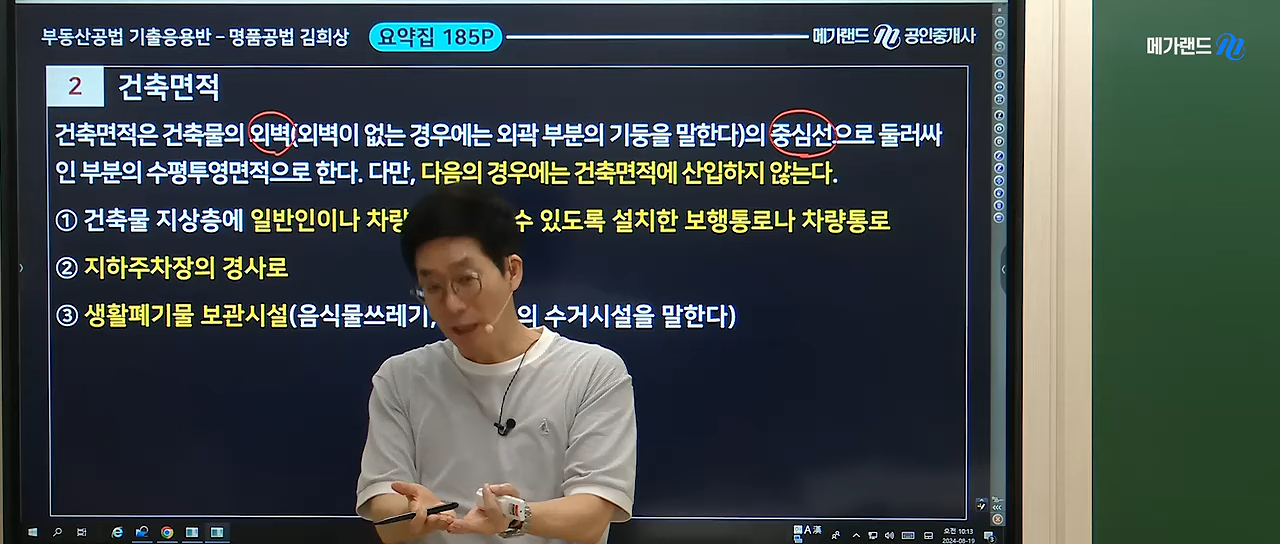 부동산공법 기출응용반 – 명품공법 김희상
요약집 185P
메가랜드 공인중개사
메가랜드
2 건축면적
건축면적은 건축물의 외벽(외벽이 없는 경우에는 외곽 부분의 기둥을 말한다)의 중심선으로 둘러싸
인 부분의 수평투영면적으로 한다. 다만, 다음의 경우에는 건축면적에 산입하지 않는다.
① 건축물 지상층에 일반인이나 차량 수 있도록 설치한 보행통로나 차량통로
② 지하주차장의 경사로
③ 생활폐기물 보관시설(음식물쓰레기, 의 수거시설을 말한다)
A 漢
오전 10:13
2024-08-19